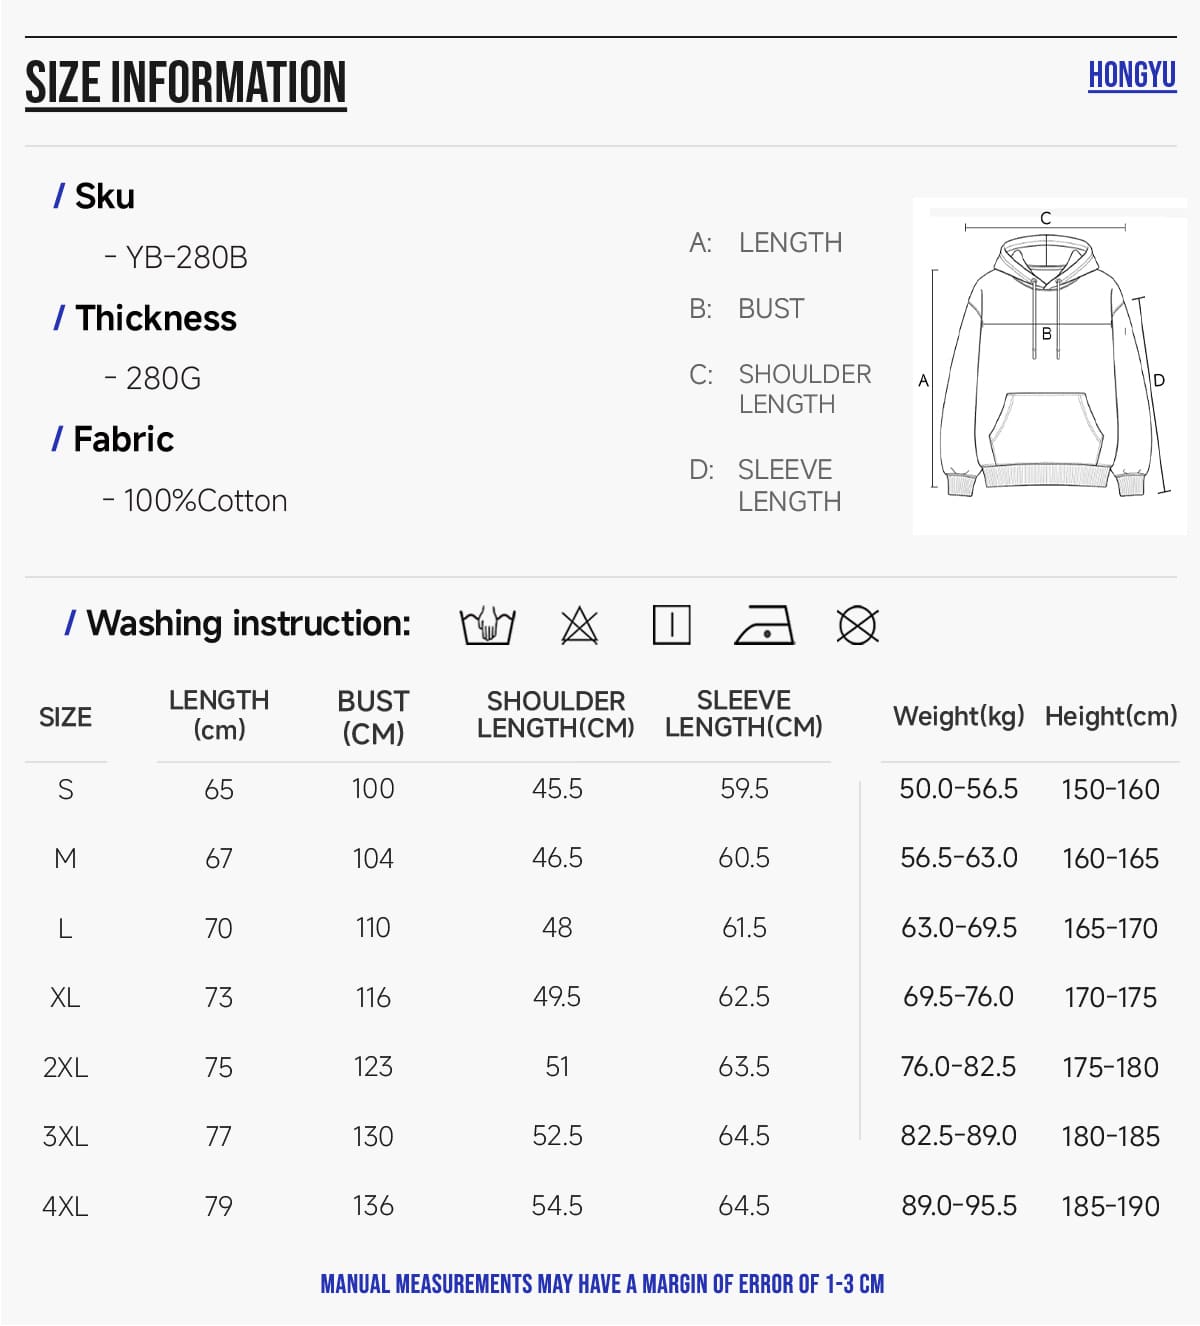 SIZE INFORMATION
HONGYU
/ Sku
- YB-280B
/ Thickness
- 280G
/ Fabric
- 100%Cotton
A: LENGTH
B: BUST
C: SHOULDER
LENGTH
D: SLEEVE
LENGTH
C
B
A
D
/ Washing instruction:
SIZE LENGTH (cm) BUST (CM) SHOULDER LENGTH(CM) SLEEVE LENGTH(CM) Weight(kg) Height(cm)
S 65 100 45.5 59.5 50.0-56.5 150-160
M 67 104 46.5 60.5 56.5-63.0 160-165
L 70 110 48 61.5 63.0-69.5 165-170
XL 73 116 49.5 62.5 69.5-76.0 170-175
2XL 75 123 51 63.5 76.0-82.5 175-180
3XL 77 130 52.5 64.5 82.5-89.0 180-185
4XL 79 136 54.5 64.5 89.0-95.5 185-190
MANUAL MEASUREMENTS MAY HAVE A MARGIN OF ERROR OF 1-3 CM